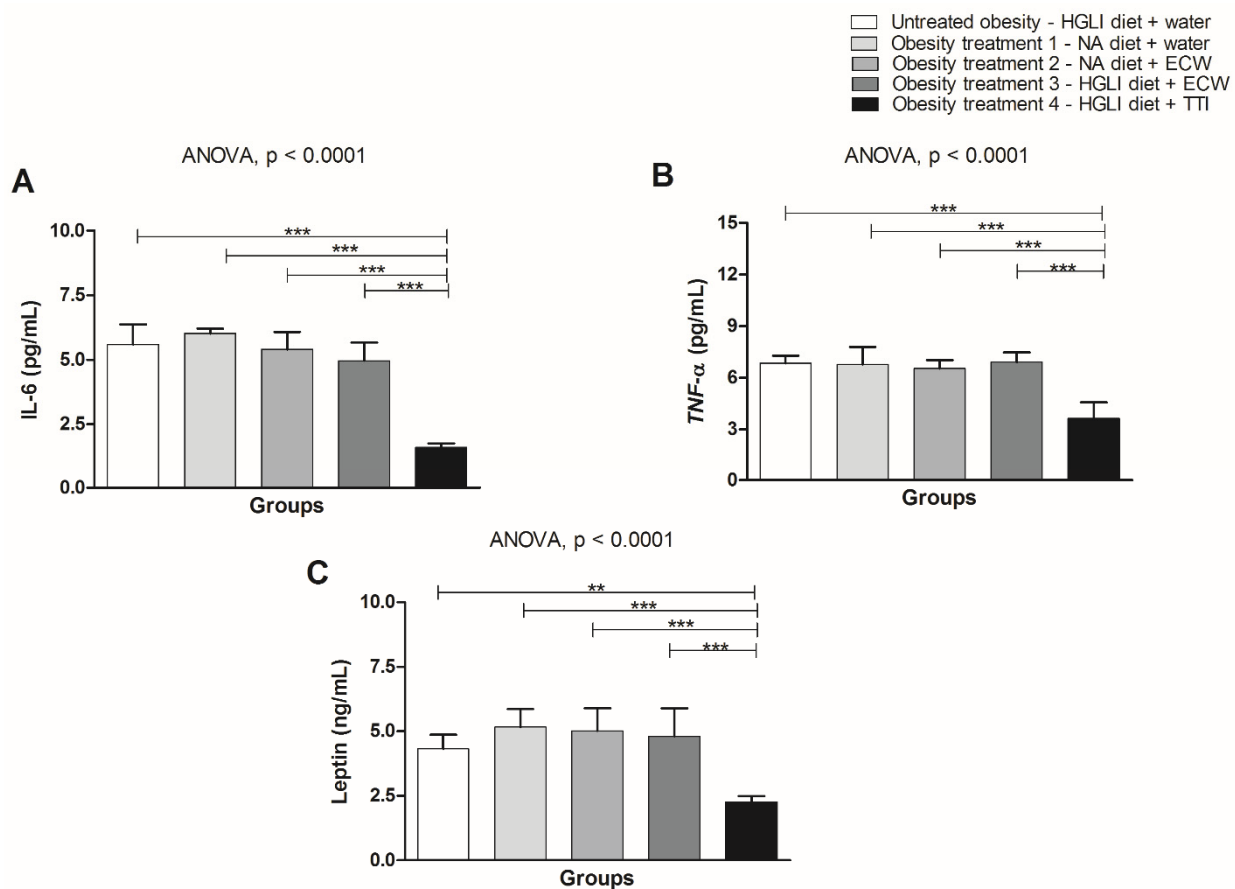 Untreated obesity - HGLI diet + water
Obesity treatment 1 - NA diet + water
Obesity treatment 2 - NA diet + ECW
Obesity treatment 3 - HGLI diet + ECW
Obesity treatment 4 - HGLI diet + TTI
ANOVA, p < 0.0001
A
10.0
7.5
5.0
2.5
0.0
IL-6 (pg/mL)
***
***
***
***
Groups
ANOVA, p < 0.0001
B
15
12
9
6
3
0
TNF-α (pg/mL)
***
***
***
***
Groups
ANOVA, p < 0.0001
C
10.0
7.5
5.0
2.5
0.0
Leptin (ng/mL)
**
***
***
***
Groups